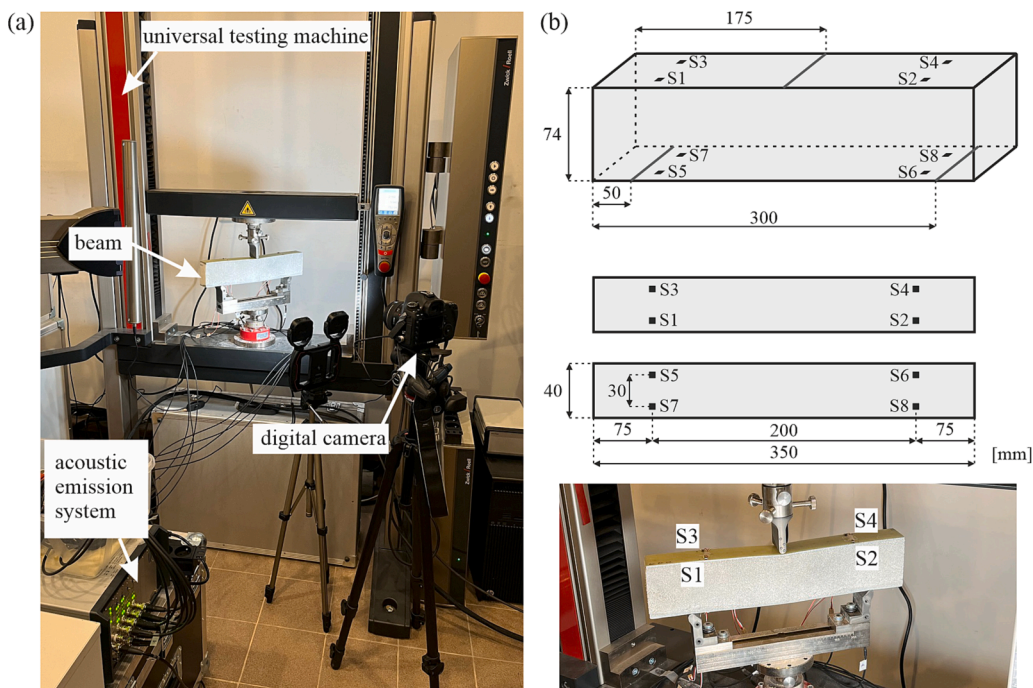 (a)
universal testing machine
Zwick / Roell
beam
digital camera
Zwick / Roell
acoustic
emission
system
(b)
175
S3
S4
S1
S2
74
S7
S8
S5
S6
50
300
S3
S4
S1
S2
40
S5
S6
30
S7
S8
75
200
75
350
[mm]
S3
S4
S1
S2